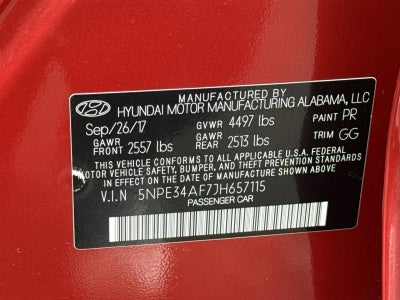 MANUFACTURED BY
HYUNDAI MOTOR MANUFACTURING ALABAMA, LLC
Sep/26/17 GVWR 4497 lbs PAINT PR
GAWR FRONT 2557 lbs GAWR REAR 2513 lbs TRIM GG
THIS VEHICLE CONFORMS TO ALL APPLICABLE U.S.A FEDERAL
MOTOR VEHICLE SAFETY, BUMPER, AND THEFT PREVENTION STANDARDS
IN EFFECT ON THE DATE OF MANUFACTURE SHOWN ABOVE.
V.I.N 5NPE34AF7JH657115
PASSENGER CAR